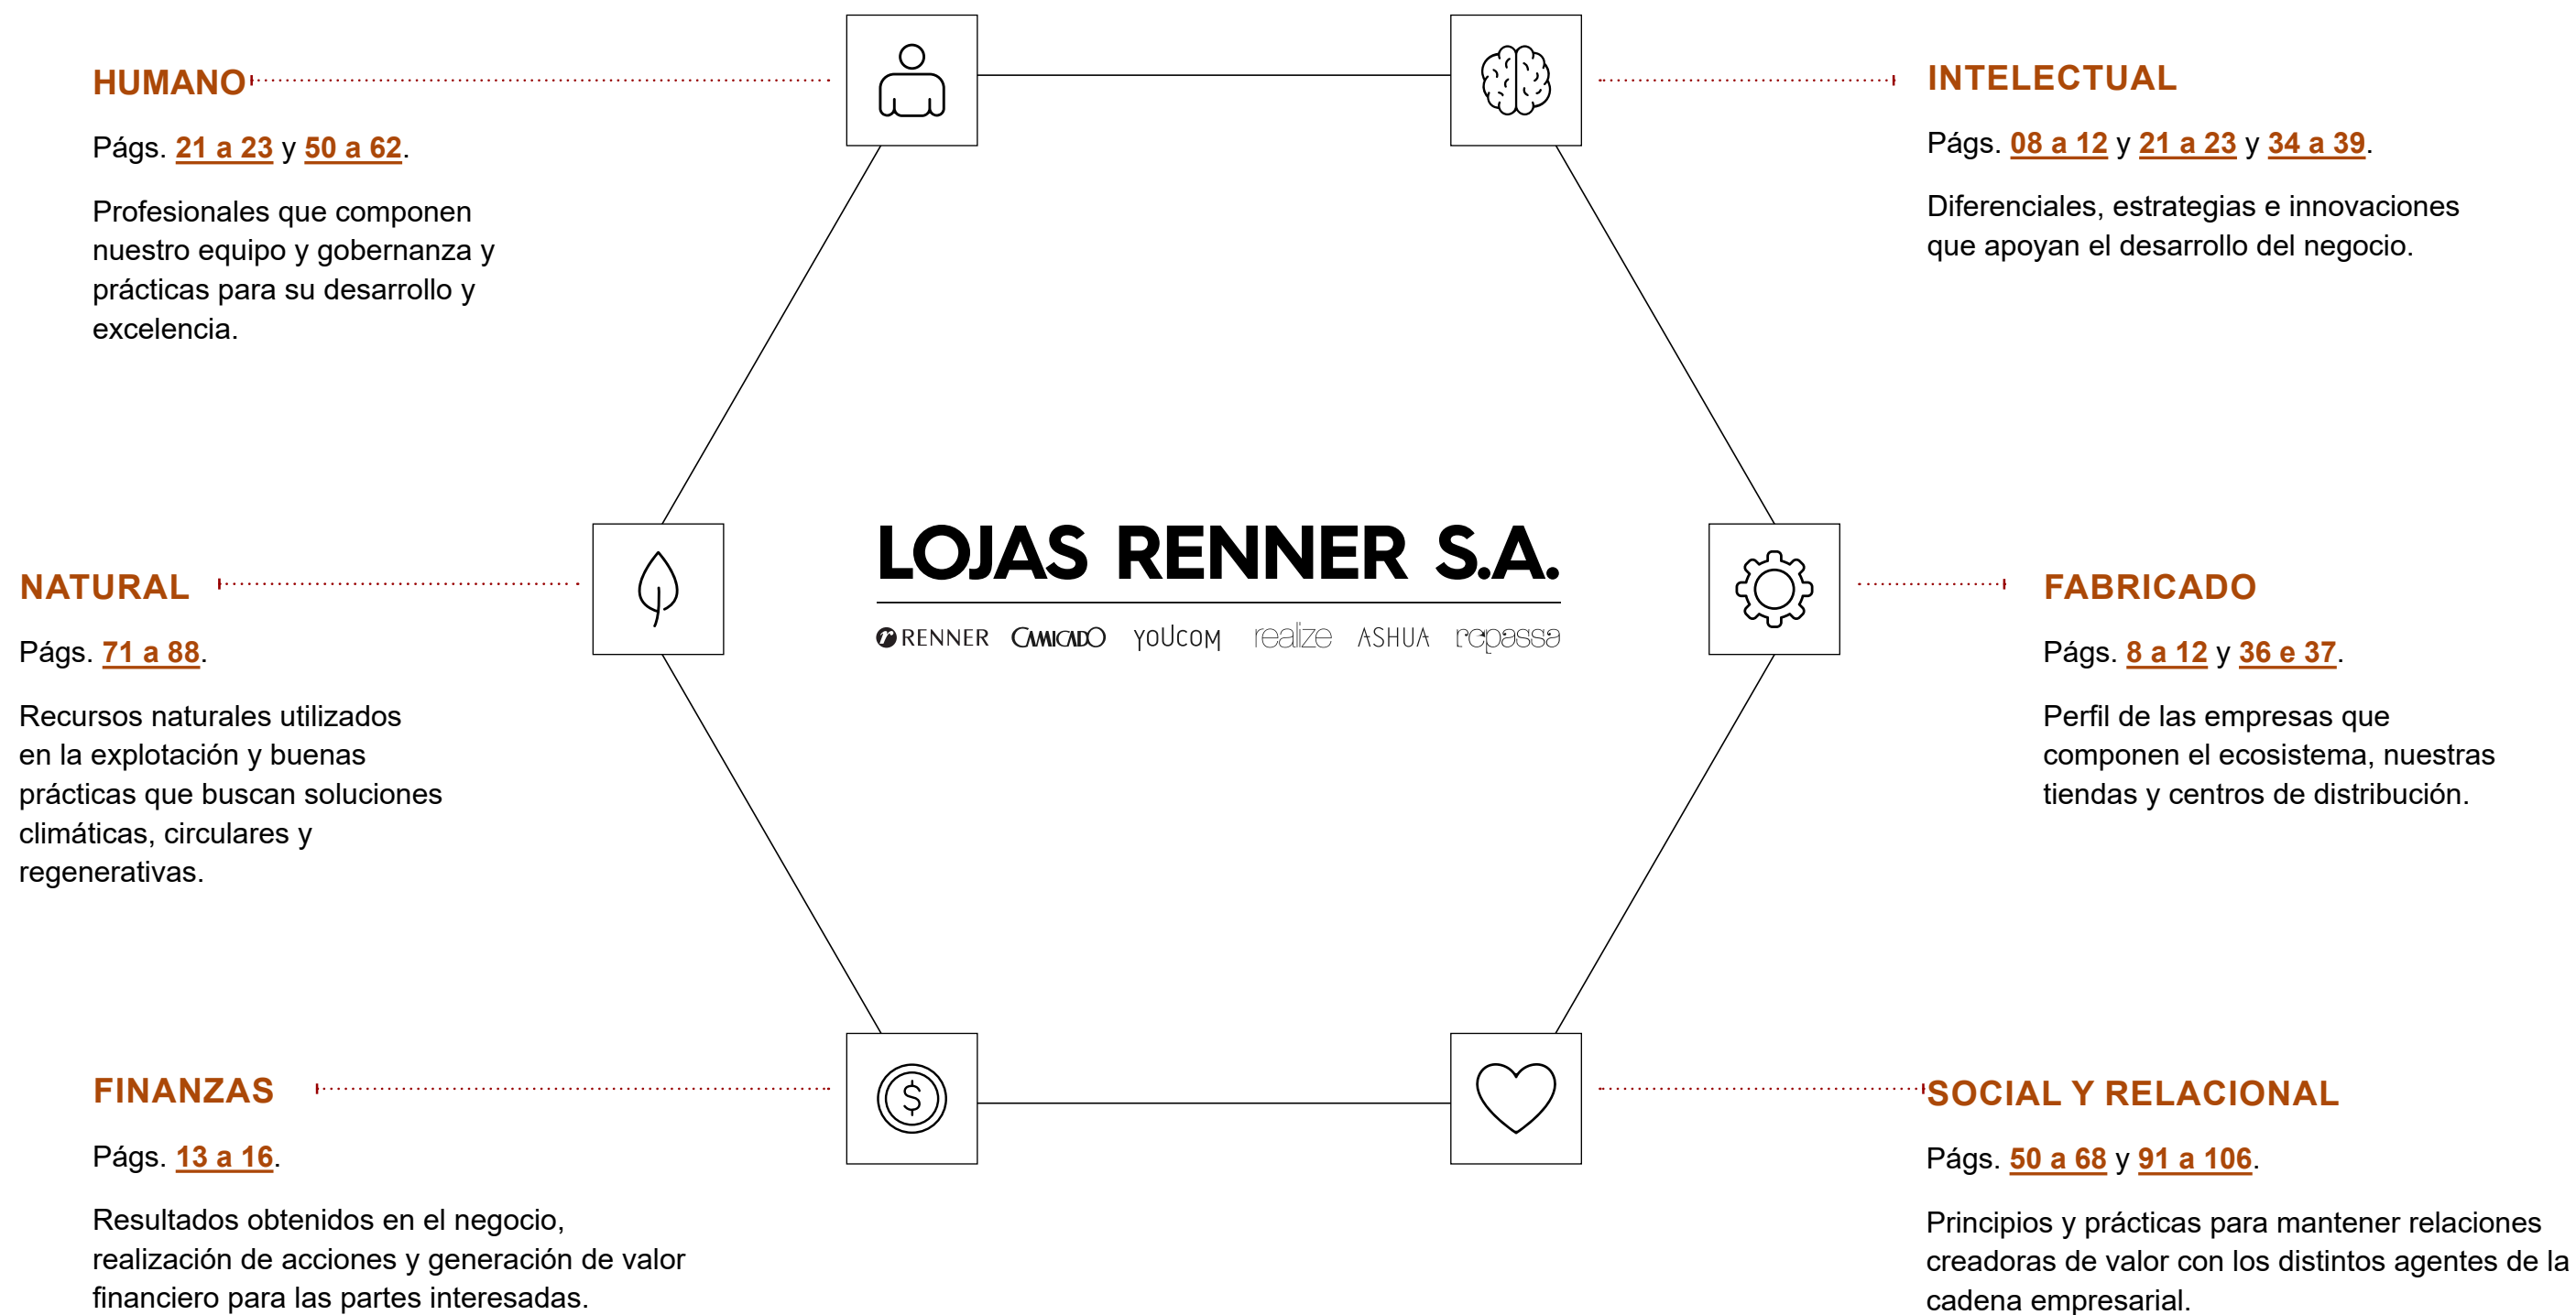 HUMANO
Págs. 21 a 23 y 50 a 62.
Profesionales que componen
nuestro equipo y gobernanza y
prácticas para su desarrollo y
excelencia.
INTELECTUAL
Págs. 08 a 12 y 21 a 23 y 34 a 39.
Diferenciales, estrategias e innovaciones
que apoyan el desarrollo del negocio.
NATURAL
Págs. 71 a 88.
Recursos naturales utilizados
en la explotación y buenas
prácticas que buscan soluciones
climáticas, circulares y
regenerativas.
LOJAS RENNER S.A.
RENNER CAMICADO YOUCOM realize ASHUA repassa
FABRICADO
Págs. 8 a 12 y 36 e 37.
Perfil de las empresas que
componen el ecosistema, nuestras
tiendas y centros de distribución.
FINANZAS
Págs. 13 a 16.
Resultados obtenidos en el negocio,
realización de acciones y generación de valor
financiero para las partes interesadas.
SOCIAL Y RELACIONAL
Págs. 50 a 68 y 91 a 106.
Principios y prácticas para mantener relaciones
creadoras de valor con los distintos agentes de la
cadena empresarial.